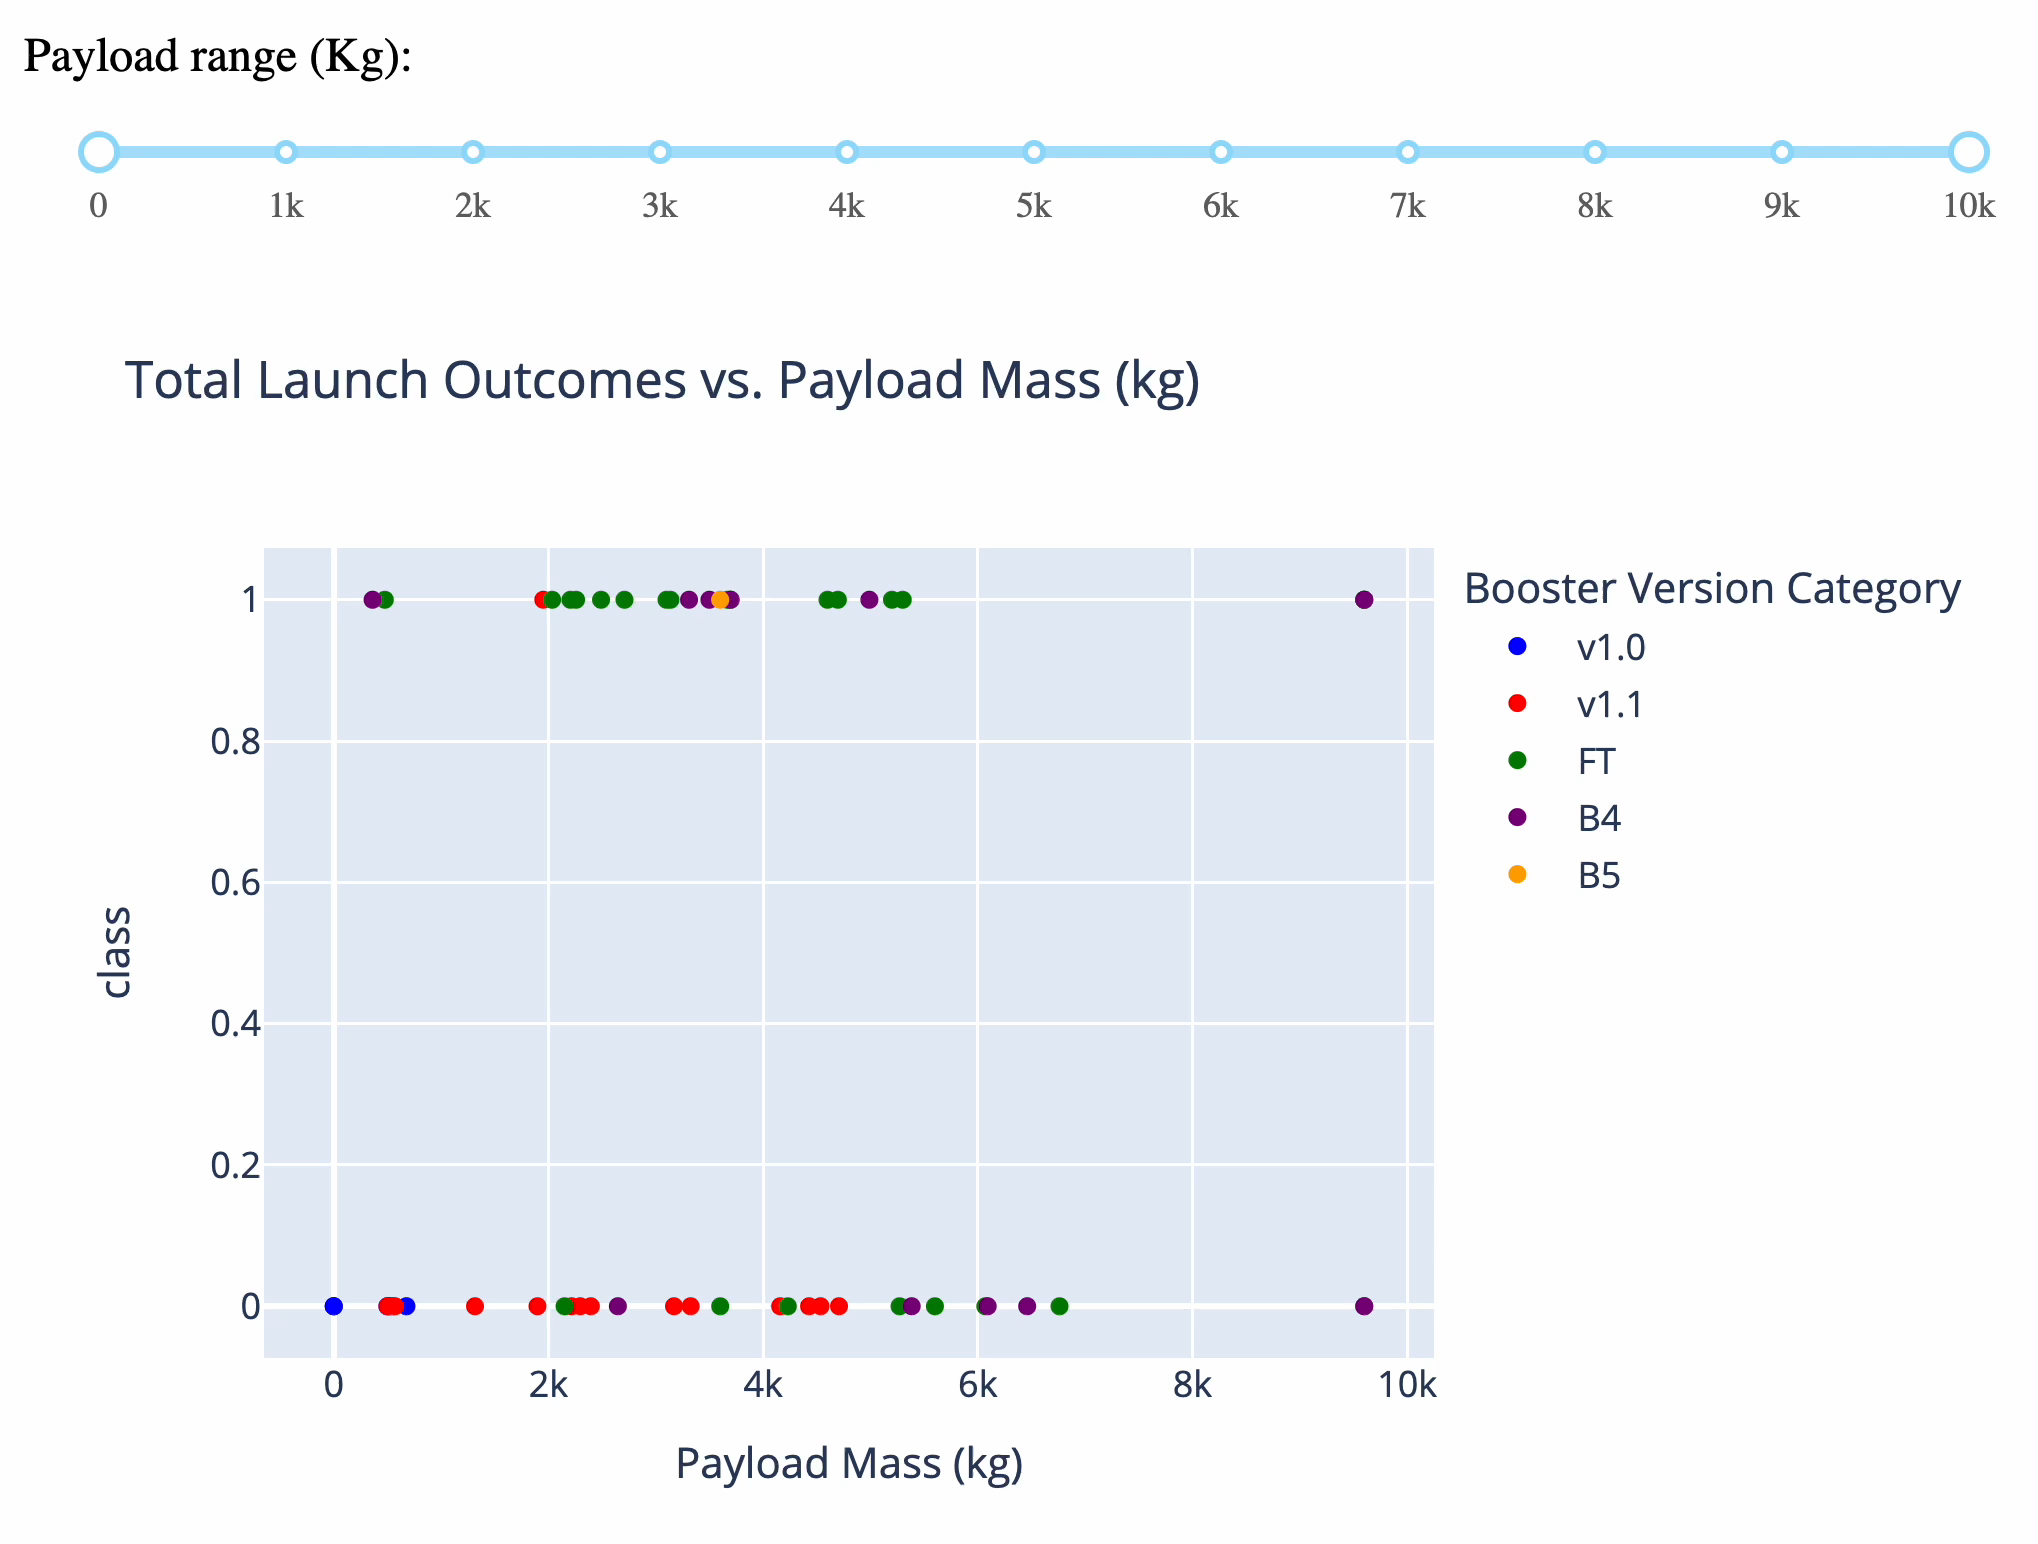 Payload range (Kg):
0 1k 2k 3k 4k 5k 6k 7k 8k 9k 10k
Total Launch Outcomes vs. Payload Mass (kg)
Booster Version Category
v1.0
v1.1
FT
B4
B5
class
1
0.8
0.6
0.4
0.2
0
0 2k 4k 6k 8k 10k
Payload Mass (kg)